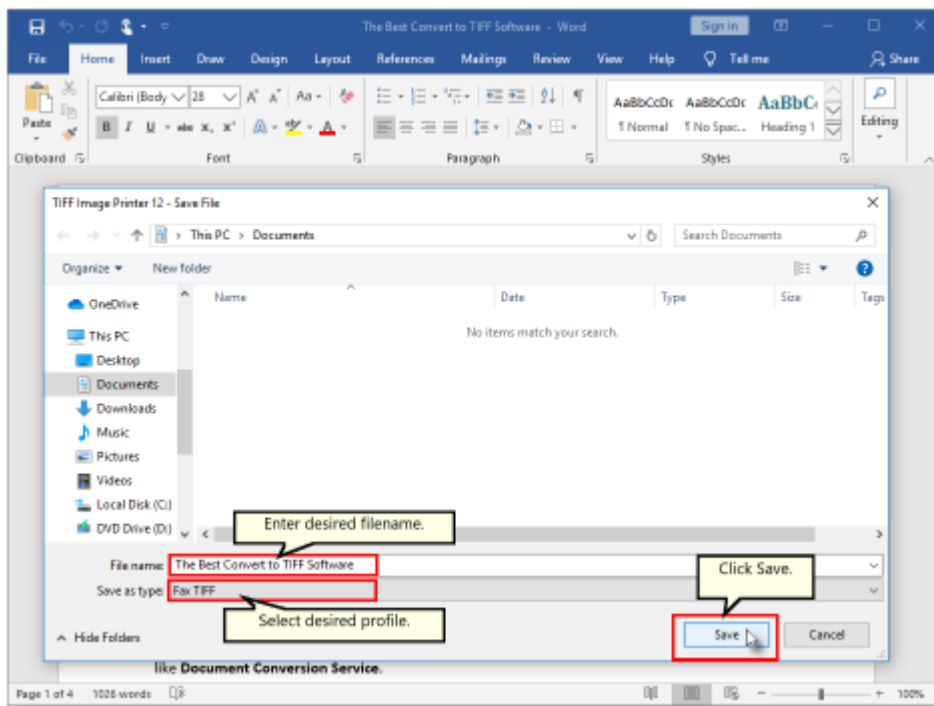 The Best Convert to TIFF Software - Word
Sign in
File Home Insert Draw Design Layout References Mailings Review View Help Tell me Share
Calibri (Body 28 A A Aa A
Paste B I U abc x, x A A
AaBbCcDc AaBbCcDc AaBbC
¶ Normal ¶ No Spac... Heading 1
Editing
Clipboard Font Paragraph Styles
TIFF Image Printer 12 - Save File
This PC > Documents
Search Documents
Organize New folder
Name Date Type Size Tags
No items match your search.
OneDrive
This PC
Desktop
Documents
Downloads
Music
Pictures
Videos
Local Disk (C:)
DVD Drive (D:)
Enter desired filename.
File name: The Best Convert to TIFF Software
Click Save.
Save as type: Fax TIFF
Select desired profile.
Hide Folders
Save Cancel
like Document Conversion Service.
Page 1 of 4 1026 words 100%